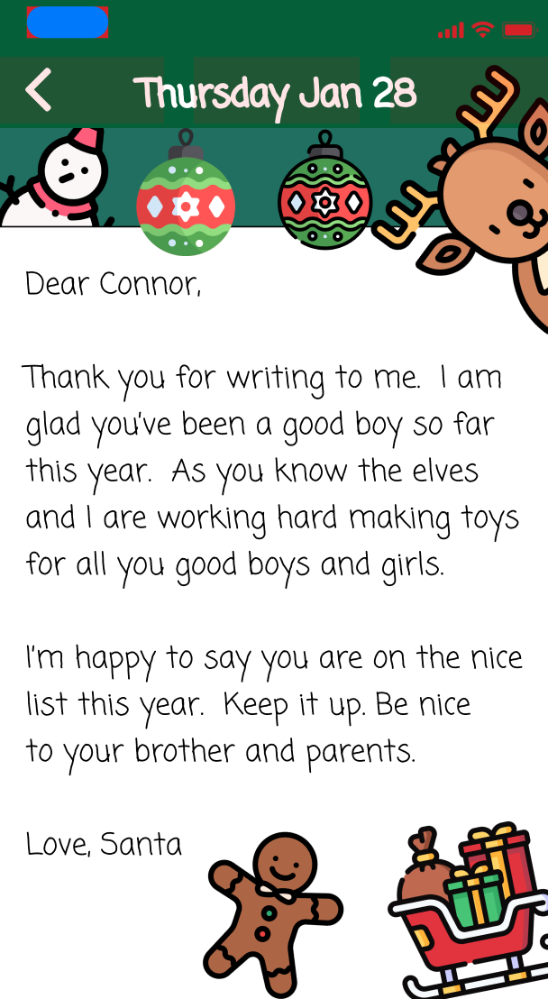 Thursday Jan 28
Dear Connor,
Thank you for writing to me. I am
glad you've been a good boy so far
this year. As you know the elves
and I are working hard making toys
for all you good boys and girls.
I'm happy to say you are on the nice
list this year. Keep it up. Be nice
to your brother and parents.
Love, Santa